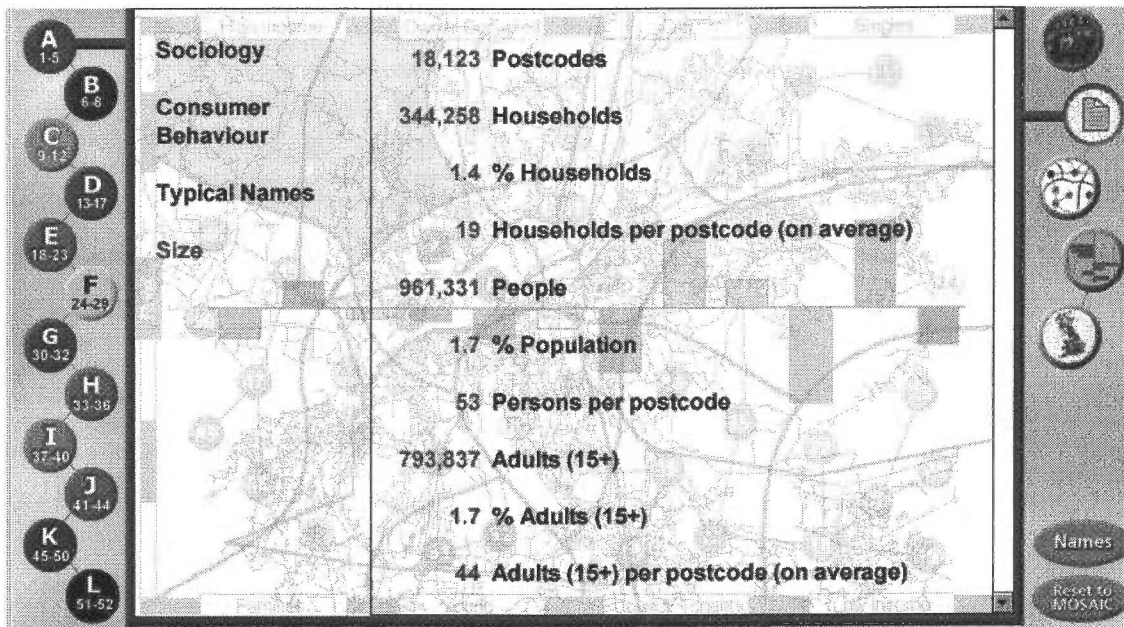 A
1-5
B
6-8
C
9-12
D
13-17
E
18-23
F
24-29
G
30-32
H
33-36
I
37-40
J
41-44
K
45-50
L
51-52
Sociology
Consumer
Behaviour
Typical Names
Size
18,123 Postcodes
344,258 Households
1.4 % Households
19 Households per postcode (on average)
961,331 People
1.7 % Population
53 Persons per postcode
793,837 Adults (15+)
1.7 % Adults (15+)
44 Adults (15+) per postcode (on average)
Singles
Families
Names
Reset to
MOSAIC